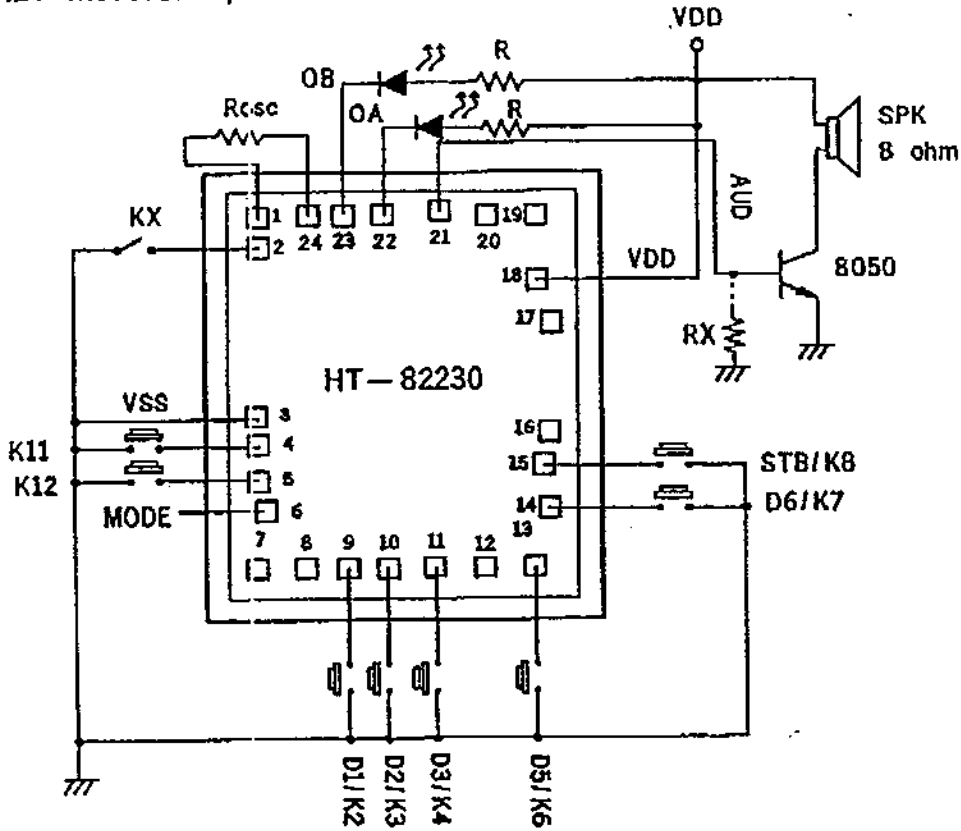 VDD
R
OB
OA
R
Rosc
SPK
8 ohm
AUD
KX
1
24
23
22
21
20
19
2
18
VDD
8050
17
RX
HT-82230
VSS
3
K11
4
16
K12
5
15
STB/K8
MODE
6
14
D6/K7
13
7
8
9
10
11
12
D1/K2
D2/K3
D3/K4
D5/K6